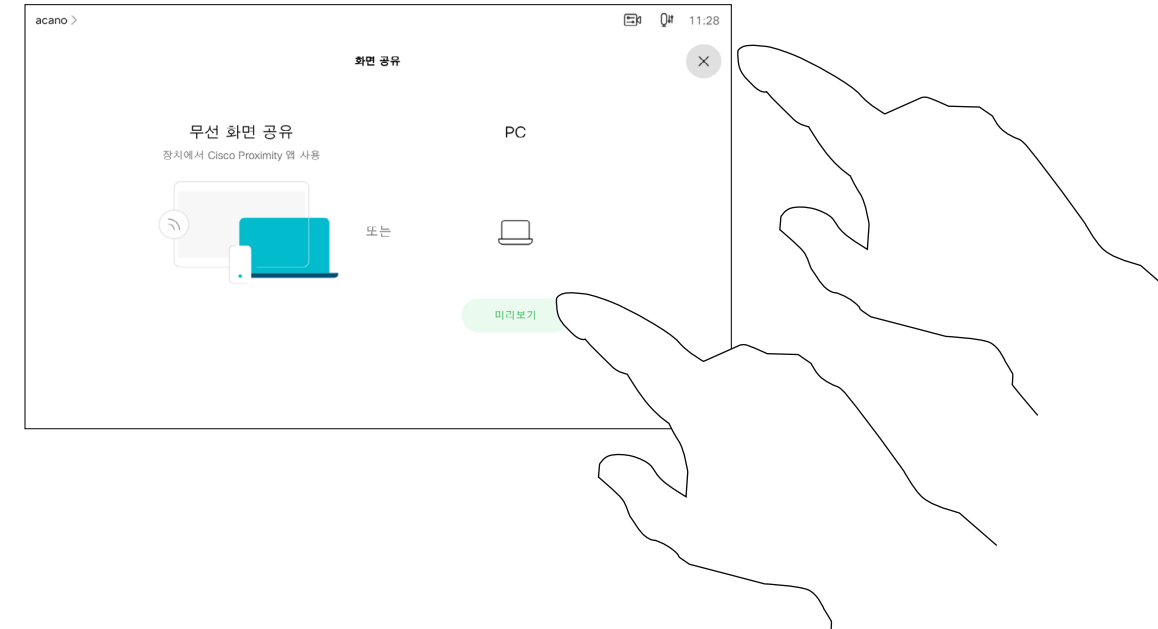 acano
11:28
화면 공유
무선 화면 공유
장치에서 Cisco Proximity 앱 사용
또는
PC
미리보기